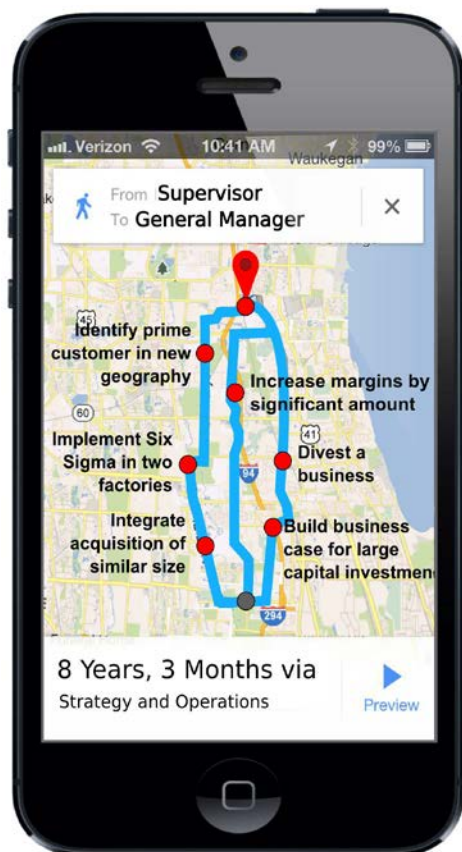 Verizon 10:41 AM 99%
Waukegan
From Supervisor
To General Manager
45
Identify prime
customer in new
geography
Increase margins by
significant amount
60
Implement Six
Sigma in two
factories
41
94
Divest a
business
Integrate
acquisition of
similar size
Build business
case for large
capital investmen
294
8 Years, 3 Months via
Strategy and Operations
Preview